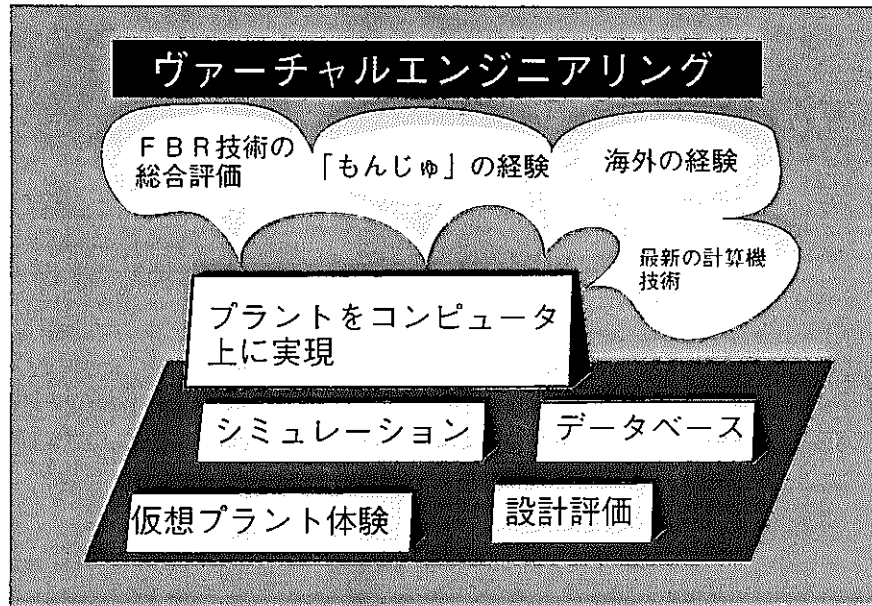 ヴァーチャルエンジニアリング
ＦＢＲ技術の
総合評価
「もんじゅ」の経験
海外の経験
最新の計算機
技術
プラントをコンピュータ
上に実現
シミュレーション
データベース
仮想プラント体験
設計評価